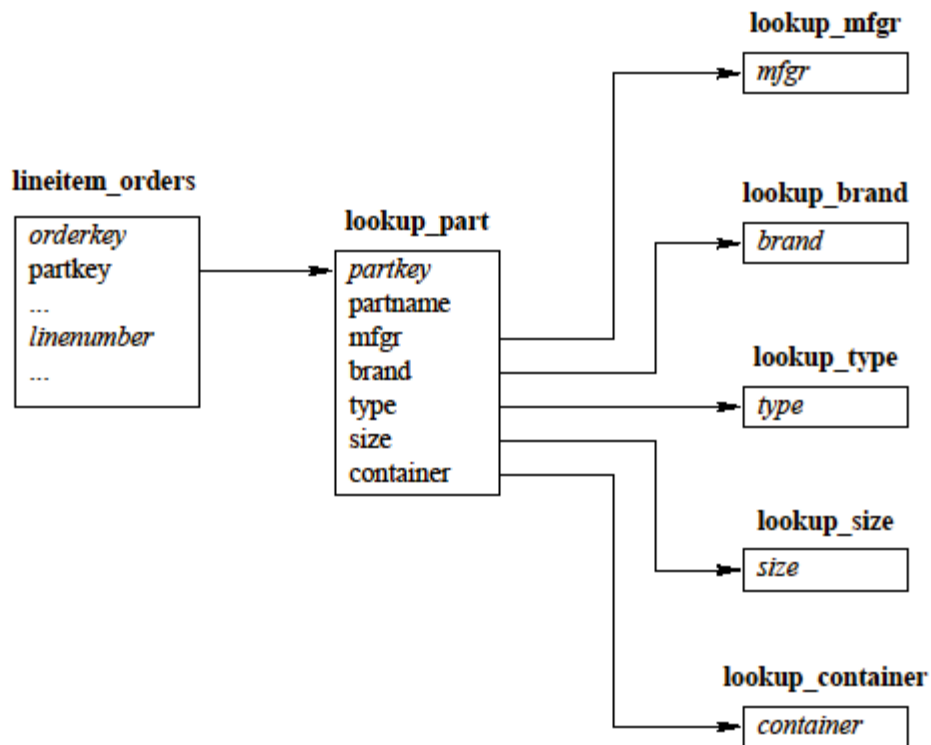 lineitem_orders
orderkey
partkey
...
linenumber
...
lookup_part
partkey
partname
mfgr
brand
type
size
container
lookup_mfgr
mfgr
lookup_brand
brand
lookup_type
type
lookup_size
size
lookup_container
container